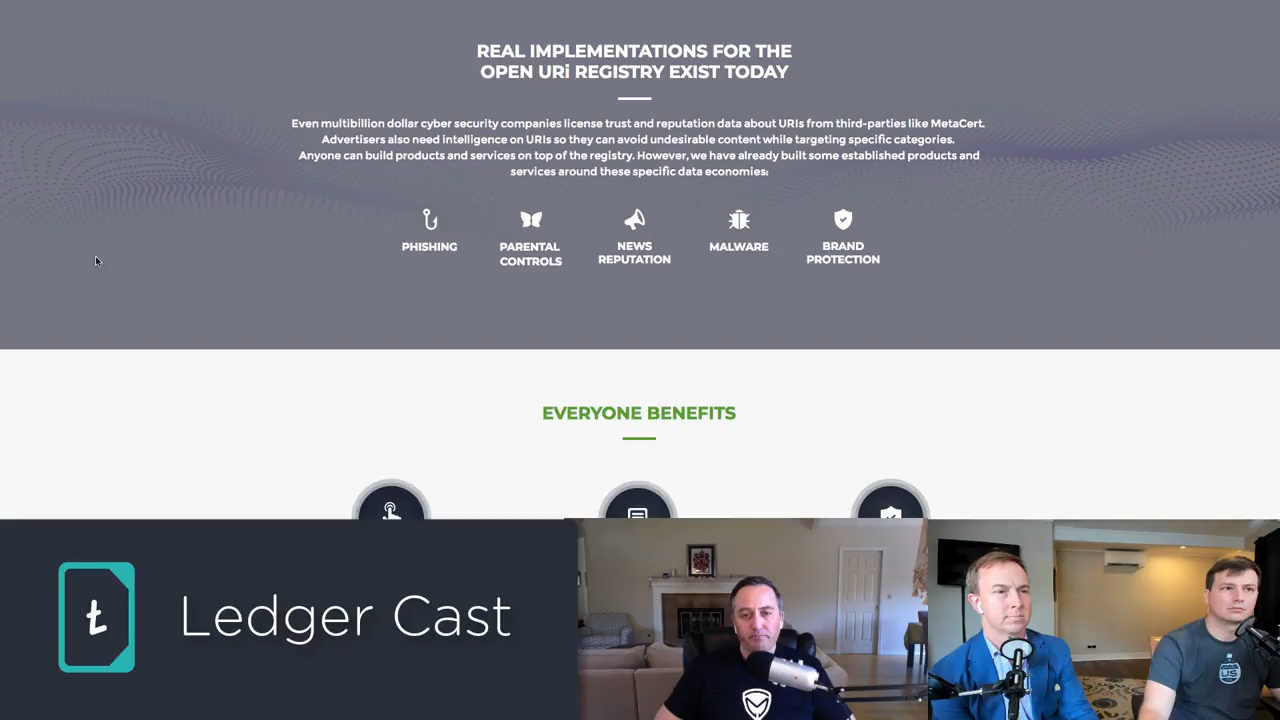 REAL IMPLEMENTATIONS FOR THE
OPEN URi REGISTRY EXIST TODAY
Even multibillion dollar cyber security companies license trust and reputation data about URIs from third-parties like MetaCert.
Advertisers also need intelligence on URIs so they can avoid undesirable content while targeting specific categories.
Anyone can build products and services on top of the registry. However, we have already built some established products and
services around these specific data economies:
PHISHING
PARENTAL
CONTROLS
NEWS
REPUTATION
MALWARE
BRAND
PROTECTION
EVERYONE BENEFITS
Ledger Cast
US